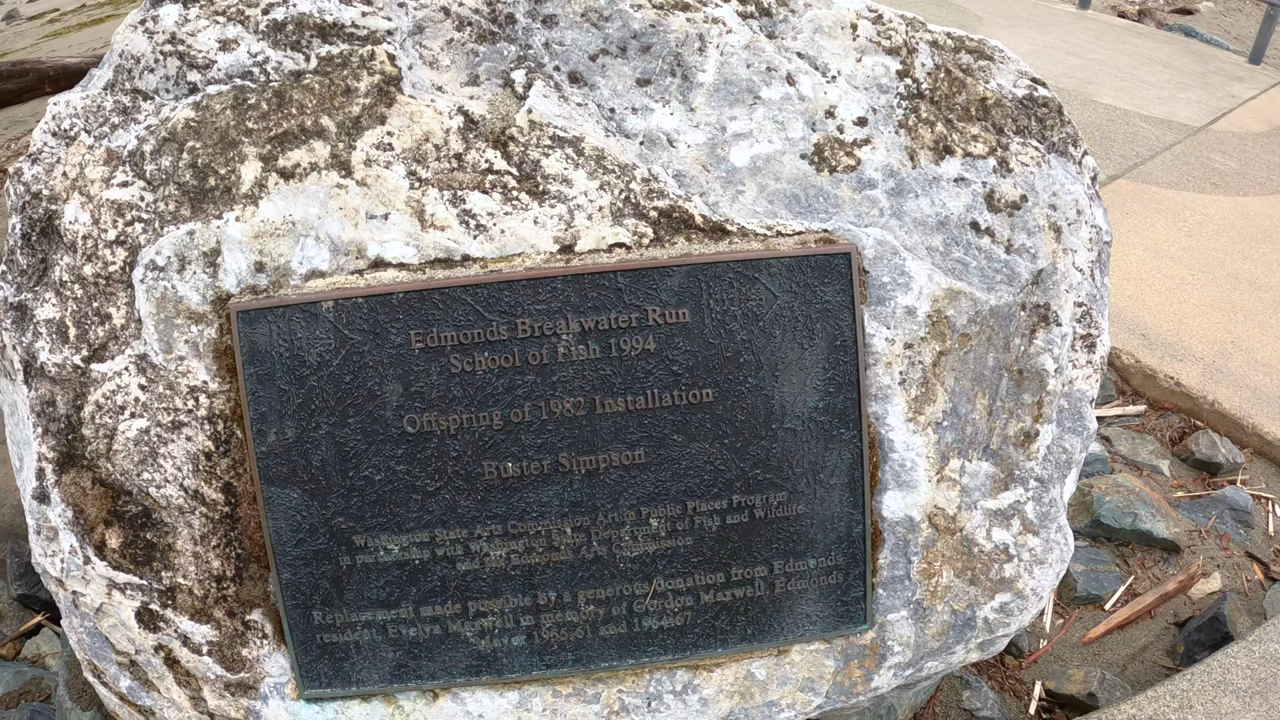 Edmonds Breakwater Run
School of Fish 1994
Offspring of 1982 Installation
Buster Simpson
Washington State Arts Commission Art in Public Places Program
in partnership with Washington State Department of Fish and Wildlife
and the Edmonds Arts Commission
Replacement made possible by a generous donation from Edmonds
resident, Evelyn Maxwell in memory of Gordon Maxwell, Edmonds
Mayor and 1964-67